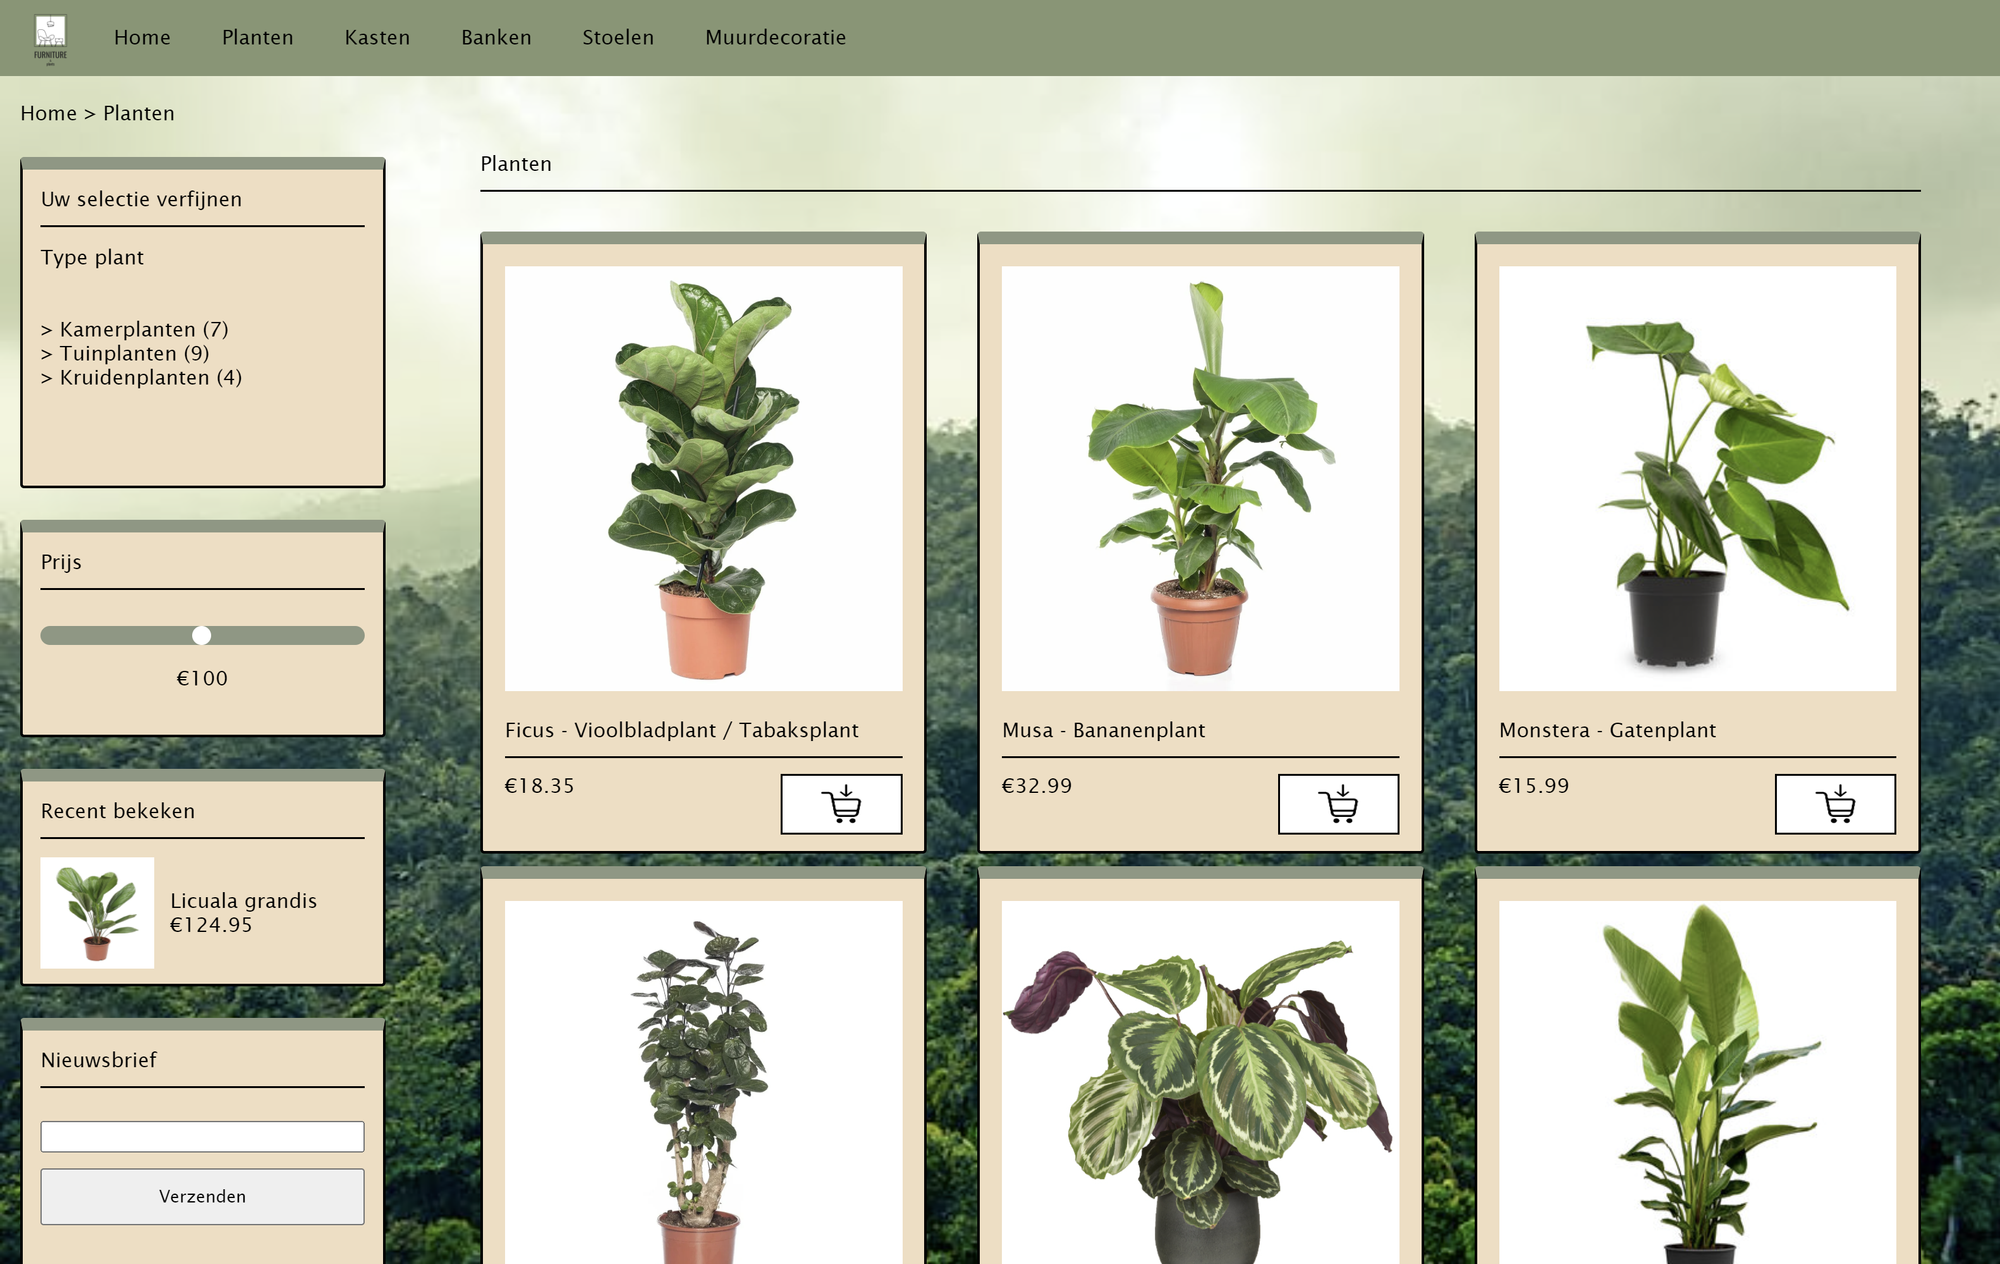 FURNITURE
Home
Planten
Kasten
Banken
Stoelen
Muurdecoratie
Home > Planten
Uw selectie verfijnen
Type plant
> Kamerplanten (7)
> Tuinplanten (9)
> Kruidenplanten (4)
Prijs
€100
Recent bekeken
Licuala grandis
€124.95
Nieuwsbrief
Verzenden
Planten
Ficus - Vioolbladplant / Tabaksplant
€18.35
Musa - Bananenplant
€32.99
Monstera - Gatenplant
€15.99